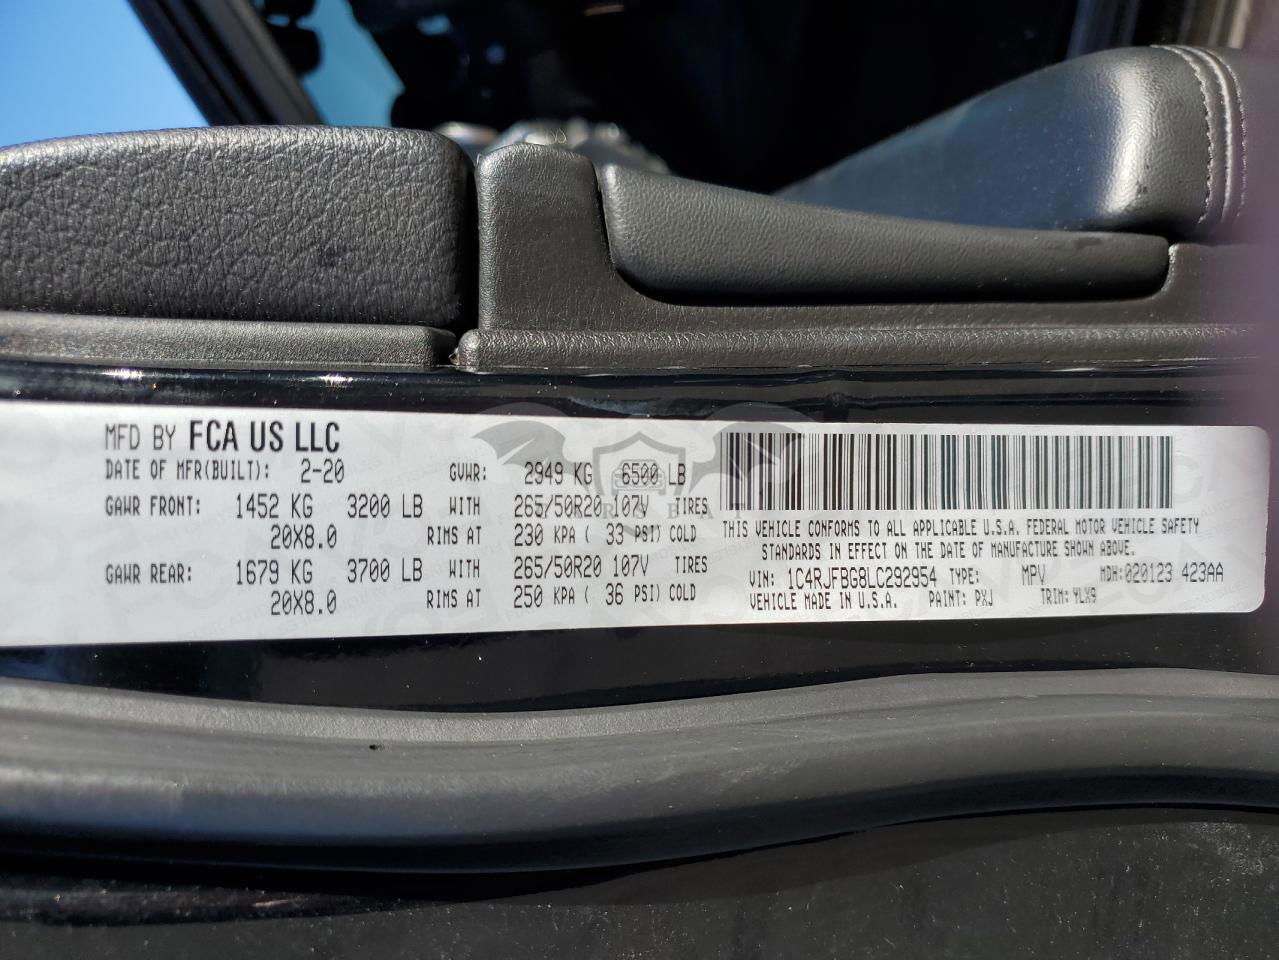 MFD BY FCA US LLC
DATE OF MFR(BUILT): 2-20 GVWR: 2949 KG 6500 LB
GAWR FRONT: 1452 KG 3200 LB WITH 265/50R20 107V TIRES
20X8.0 RIMS AT 230 KPA ( 33 PSI) COLD
GAWR REAR: 1679 KG 3700 LB WITH 265/50R20 107V TIRES
20X8.0 RIMS AT 250 KPA ( 36 PSI) COLD
THIS VEHICLE CONFORMS TO ALL APPLICABLE U.S.A. FEDERAL MOTOR VEHICLE SAFETY
STANDARDS IN EFFECT ON THE DATE OF MANUFACTURE SHOWN ABOVE.
VIN: 1C4RJFBG8LC292954 TYPE: MPV MDH:020123 423AA
VEHICLE MADE IN U.S.A. PAINT: PXJ TRIM: YLX9